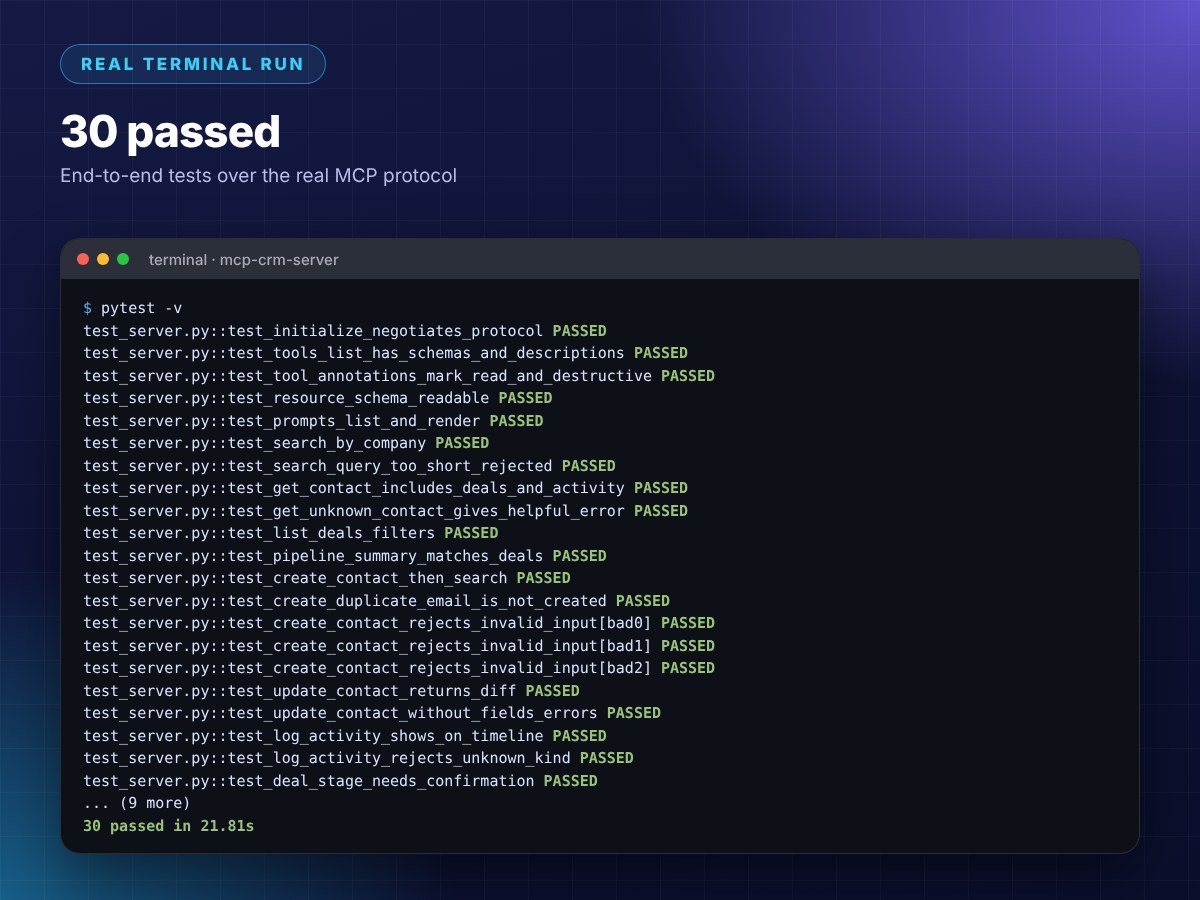 REAL TERMINAL RUN
30 passed
End-to-end tests over the real MCP protocol
terminal · mcp-crm-server
$ pytest -v
test_server.py::test_initialize_negotiates_protocol PASSED
test_server.py::test_tools_list_has_schemas_and_descriptions PASSED
test_server.py::test_tool_annotations_mark_read_and_destructive PASSED
test_server.py::test_resource_schema_readable PASSED
test_server.py::test_prompts_list_and_render PASSED
test_server.py::test_search_by_company PASSED
test_server.py::test_search_query_too_short_rejected PASSED
test_server.py::test_get_contact_includes_deals_and_activity PASSED
test_server.py::test_get_unknown_contact_gives_helpful_error PASSED
test_server.py::test_list_deals_filters PASSED
test_server.py::test_pipeline_summary_matches_deals PASSED
test_server.py::test_create_contact_then_search PASSED
test_server.py::test_create_duplicate_email_is_not_created PASSED
test_server.py::test_create_contact_rejects_invalid_input[bad0] PASSED
test_server.py::test_create_contact_rejects_invalid_input[bad1] PASSED
test_server.py::test_create_contact_rejects_invalid_input[bad2] PASSED
test_server.py::test_update_contact_returns_diff PASSED
test_server.py::test_update_contact_without_fields_errors PASSED
test_server.py::test_log_activity_shows_on_timeline PASSED
test_server.py::test_log_activity_rejects_unknown_kind PASSED
test_server.py::test_deal_stage_needs_confirmation PASSED
... (9 more)
30 passed in 21.81s